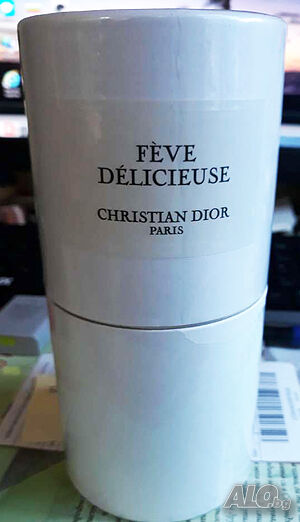 FÈVE
DÉLICIEUSE
CHRISTIAN DIOR
PARIS
ALO.bg